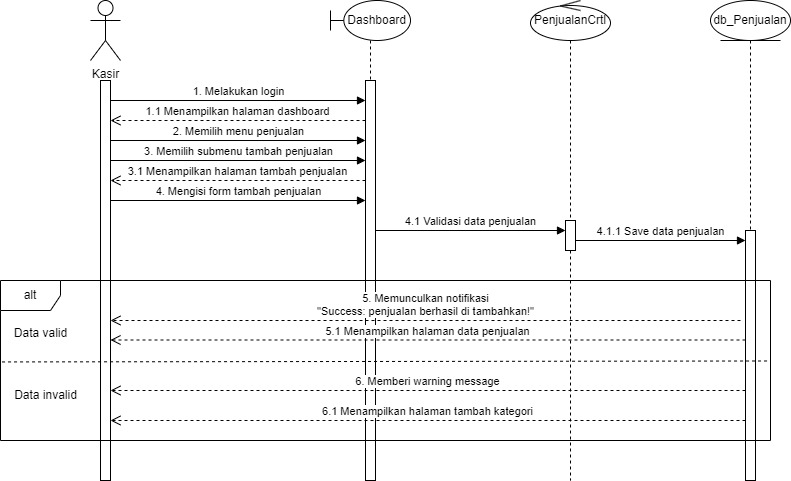 Dashboard
PenjualanCrtl
db_Penjualan
Kasir
1. Melakukan login
1.1 Menampilkan halaman dashboard
2. Memilih menu penjualan
3. Memilih submenu tambah penjualan
3.1 Menampilkan halaman tambah penjualan
4. Mengisi form tambah penjualan
4.1 Validasi data penjualan
4.1.1 Save data penjualan
alt
5. Memunculkan notifikasi
"Success: penjualan berhasil di tambahkan!"
Data valid
5.1 Menampilkan halaman data penjualan
6. Memberi warning message
Data invalid
6.1 Menampilkan halaman tambah kategori